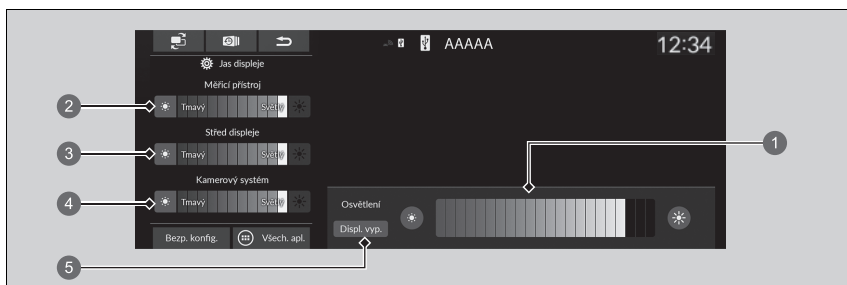 AAAAA
12:34
Jas displeje
Měřicí přístroj
2
Tmavý
Světlý
Střed displeje
1
3
Tmavý
Světlý
Kamerový systém
4
Tmavý
Světlý
Osvětlení
Displ. vyp.
Bezp. konfig.
Všech. apl.
5